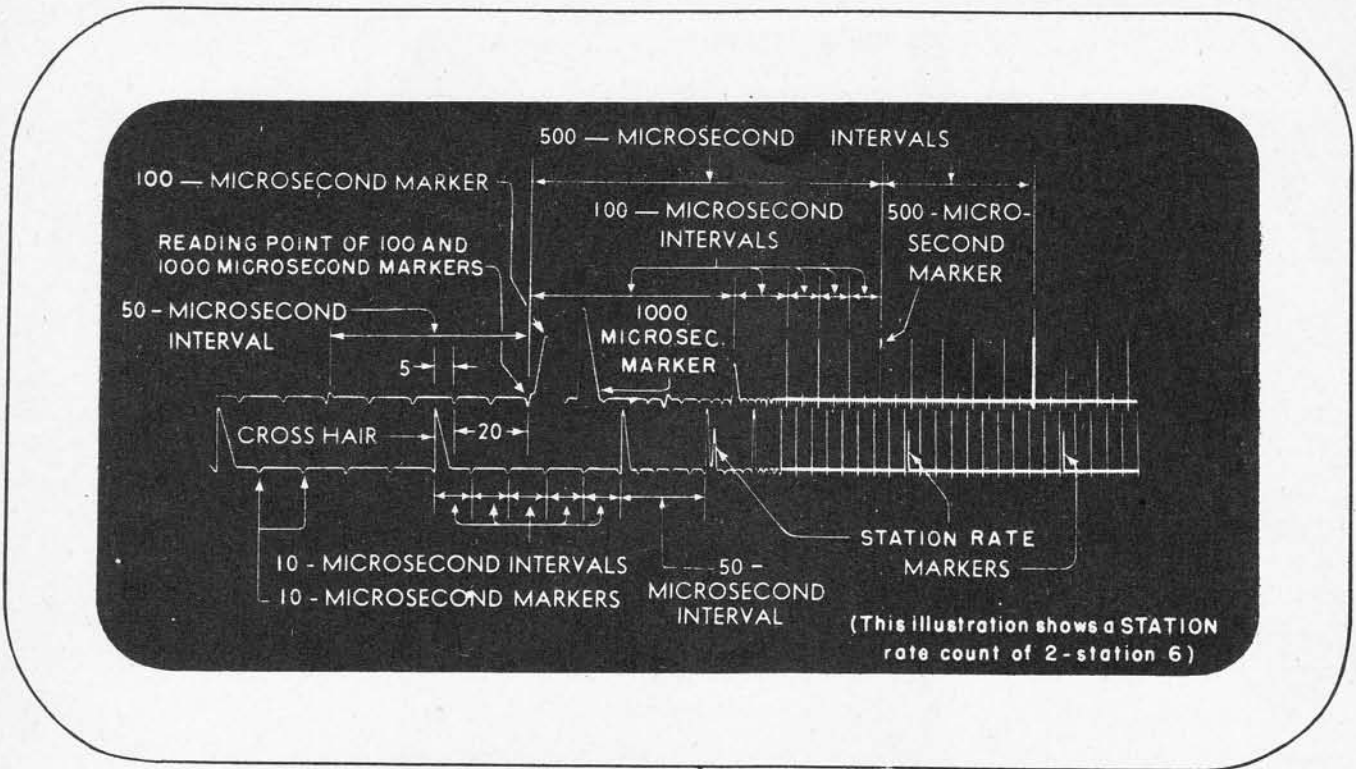 500 — MICROSECOND INTERVALS
100 — MICROSECOND MARKER
100 — MICROSECOND
INTERVALS
500 - MICRO-
SECOND
MARKER
READING POINT OF 100 AND
1000 MICROSECOND MARKERS
50 - MICROSECOND
INTERVAL
1000
MICROSEC.
MARKER
5
CROSS HAIR
20
STATION RATE
MARKERS
10 - MICROSECOND INTERVALS
10 - MICROSECOND MARKERS
50 -
MICROSECOND
INTERVAL
(This illustration shows a STATION
rate count of 2 - station 6)